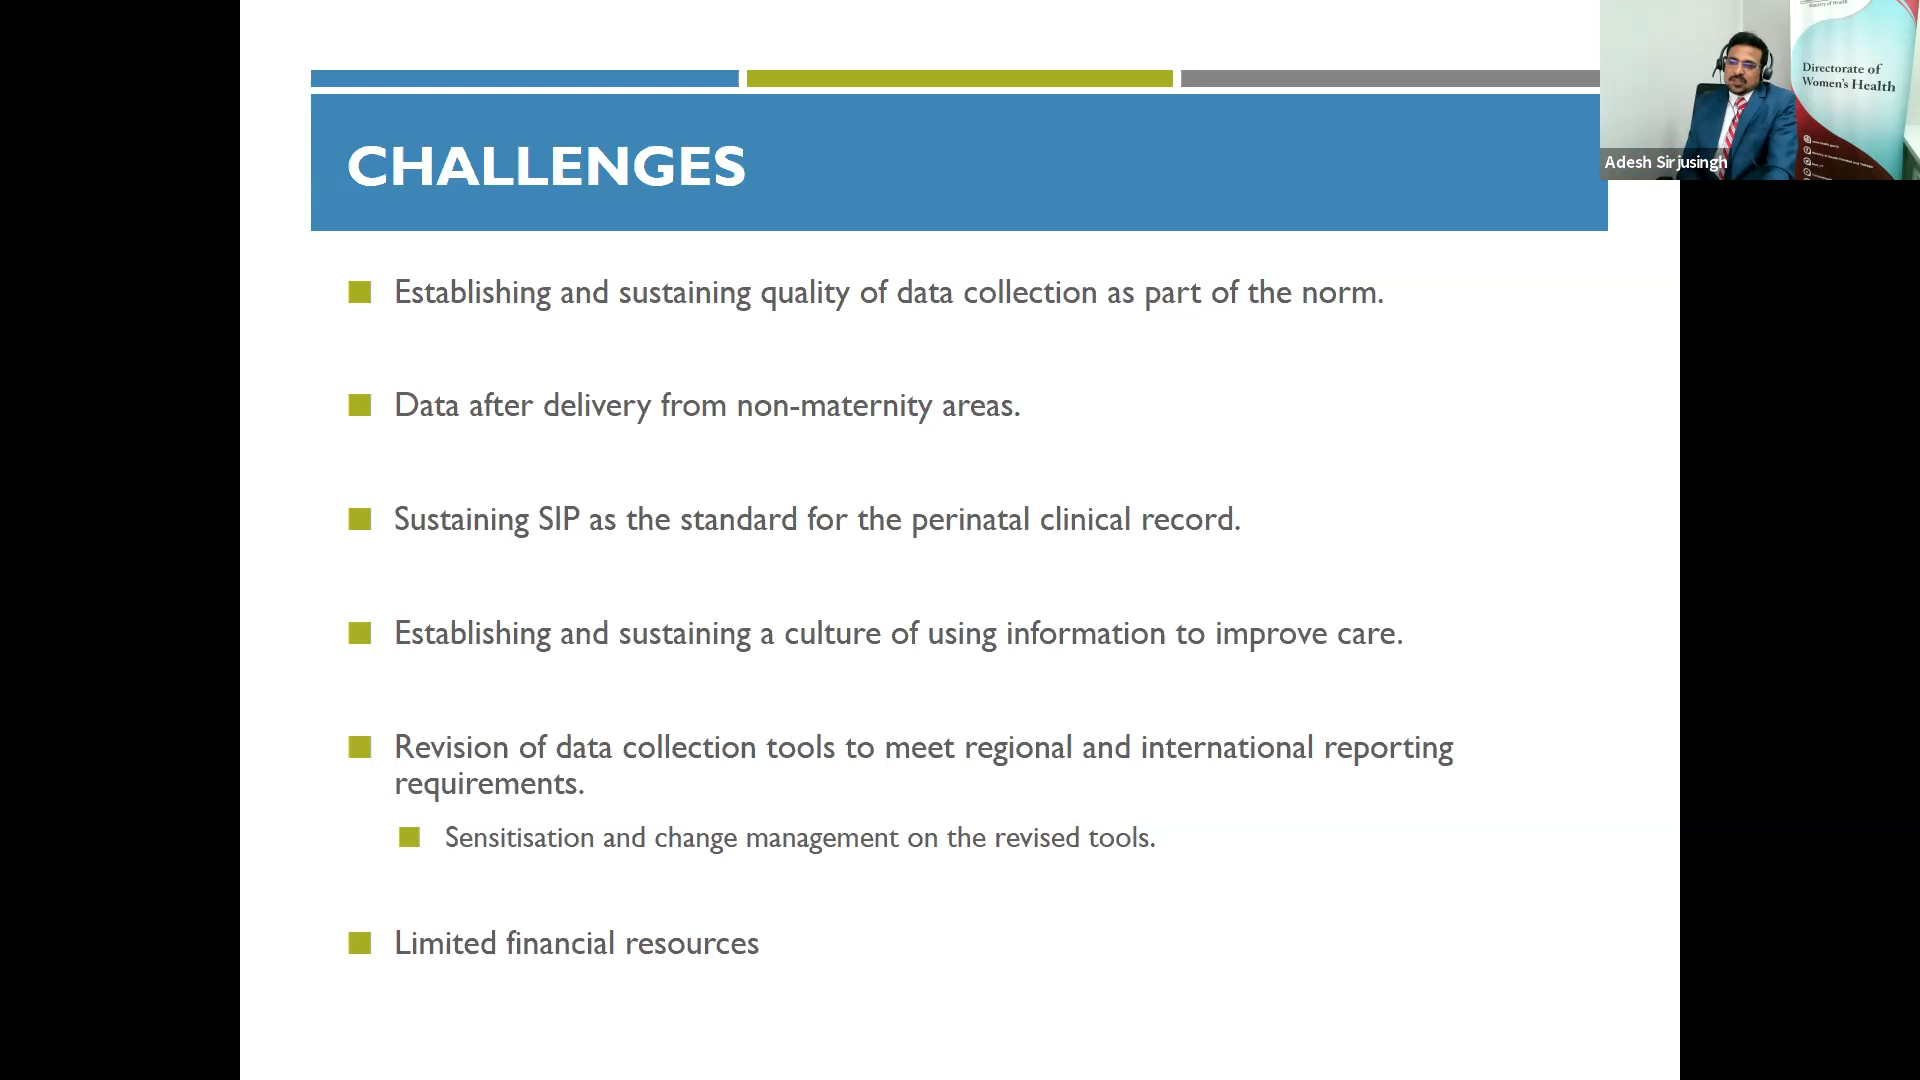 Ministry of Health
Directorate of
Women's Health
Adesh Sirjusingh
CHALLENGES
Establishing and sustaining quality of data collection as part of the norm.
Data after delivery from non-maternity areas.
Sustaining SIP as the standard for the perinatal clinical record.
Establishing and sustaining a culture of using information to improve care.
Revision of data collection tools to meet regional and international reporting
requirements.
Sensitisation and change management on the revised tools.
Limited financial resources